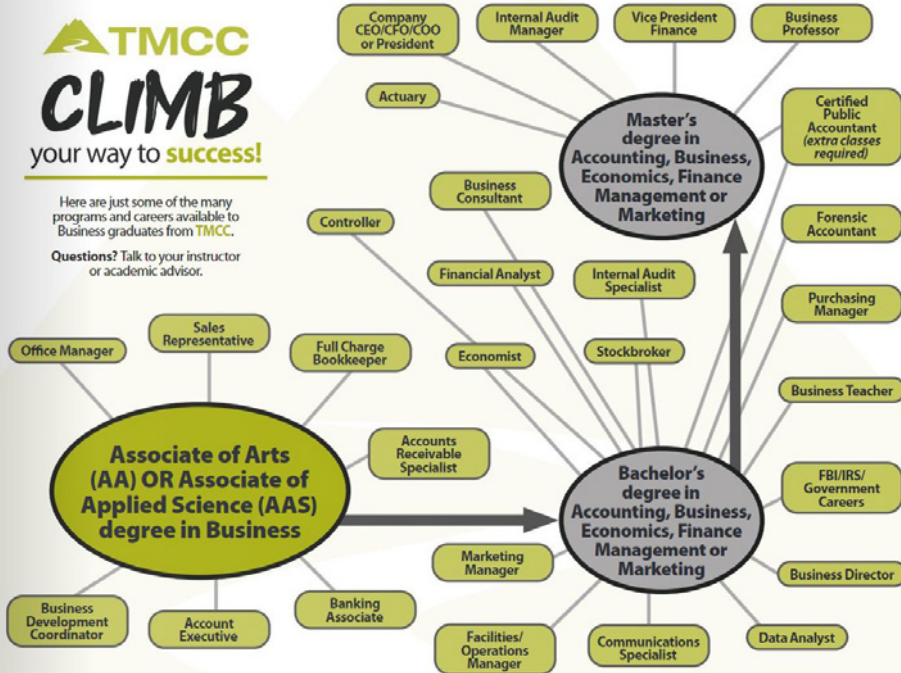 TMCC
CLIMB
your way to success!
Here are just some of the many
programs and careers available to
Business graduates from TMCC.
Questions? Talk to your instructor
or academic advisor.
Company
CEO/CFO/COO
or President
Internal Audit
Manager
Vice President
Finance
Business
Professor
Actuary
Master's
degree in
Accounting, Business,
Economics, Finance
Management or
Marketing
Certified
Public
Accountant
(extra classes
required)
Business
Consultant
Controller
Forensic
Accountant
Financial Analyst
Internal Audit
Specialist
Purchasing
Manager
Office Manager
Sales
Representative
Full Charge
Bookkeeper
Economist
Stockbroker
Business Teacher
Accounts
Receivable
Specialist
Associate of Arts
(AA) OR Associate of
Applied Science (AAS)
degree in Business
Bachelor's
degree in
Accounting, Business,
Economics, Finance
Management or
Marketing
FBI/IRS/
Government
Careers
Marketing
Manager
Business Director
Business
Development
Coordinator
Account
Executive
Banking
Associate
Facilities/
Operations
Manager
Communications
Specialist
Data Analyst